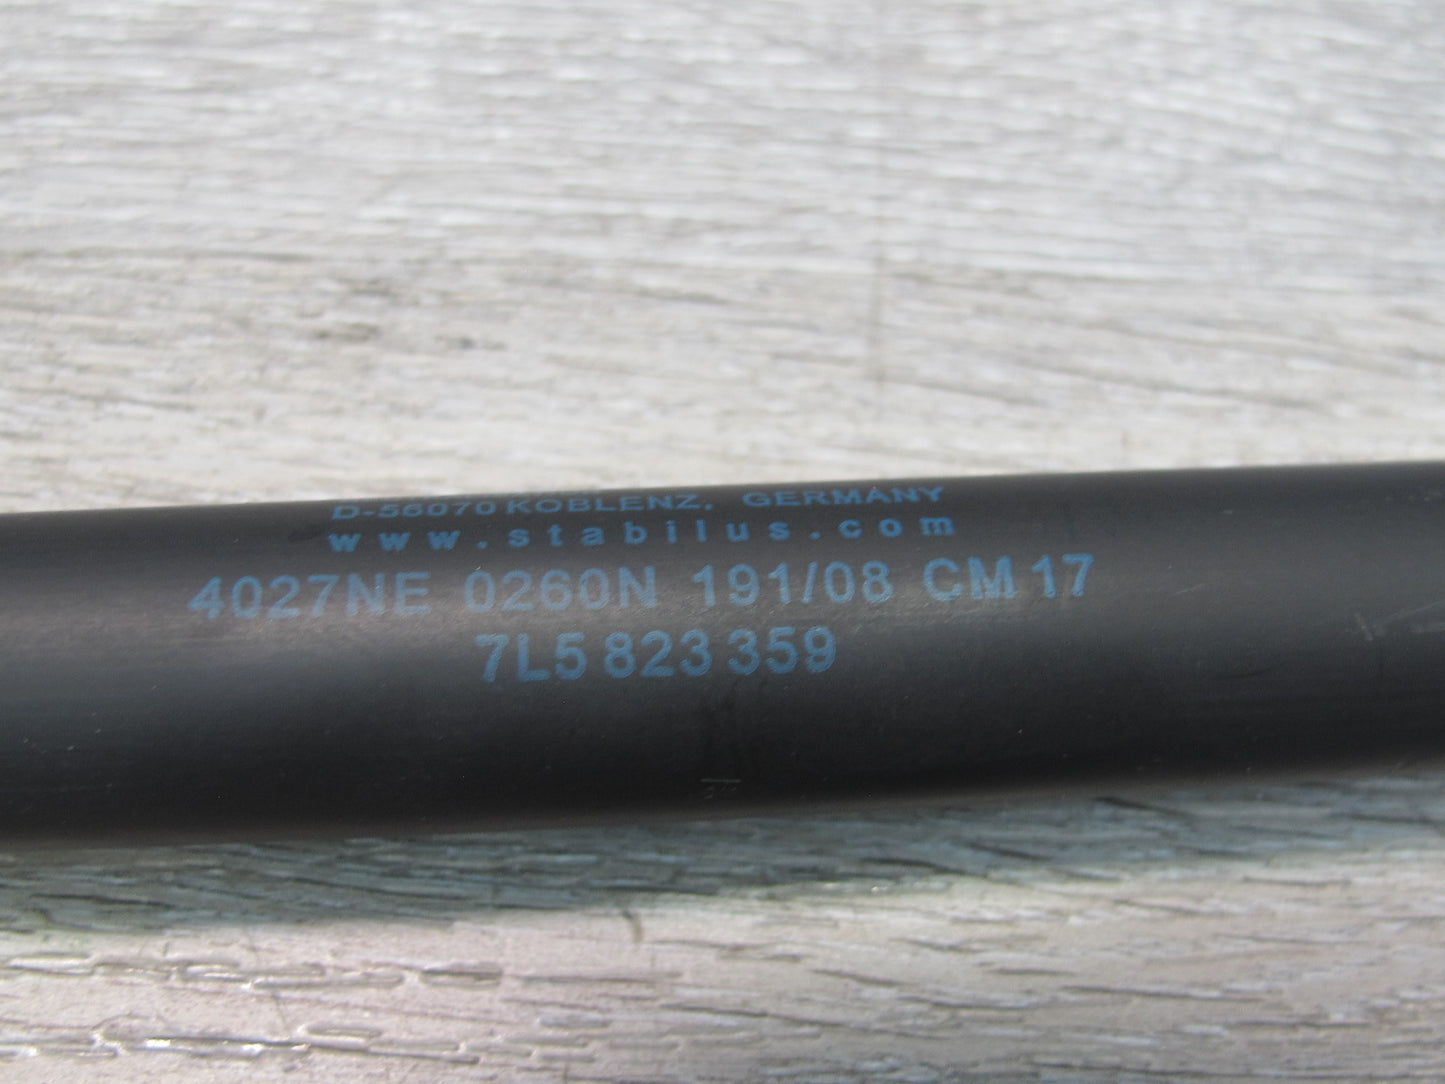 D-56070 KOBLENZ, GERMANY
www.stabilus.com
4027NE 0260N 191/08 CM 17
7L5 823 359